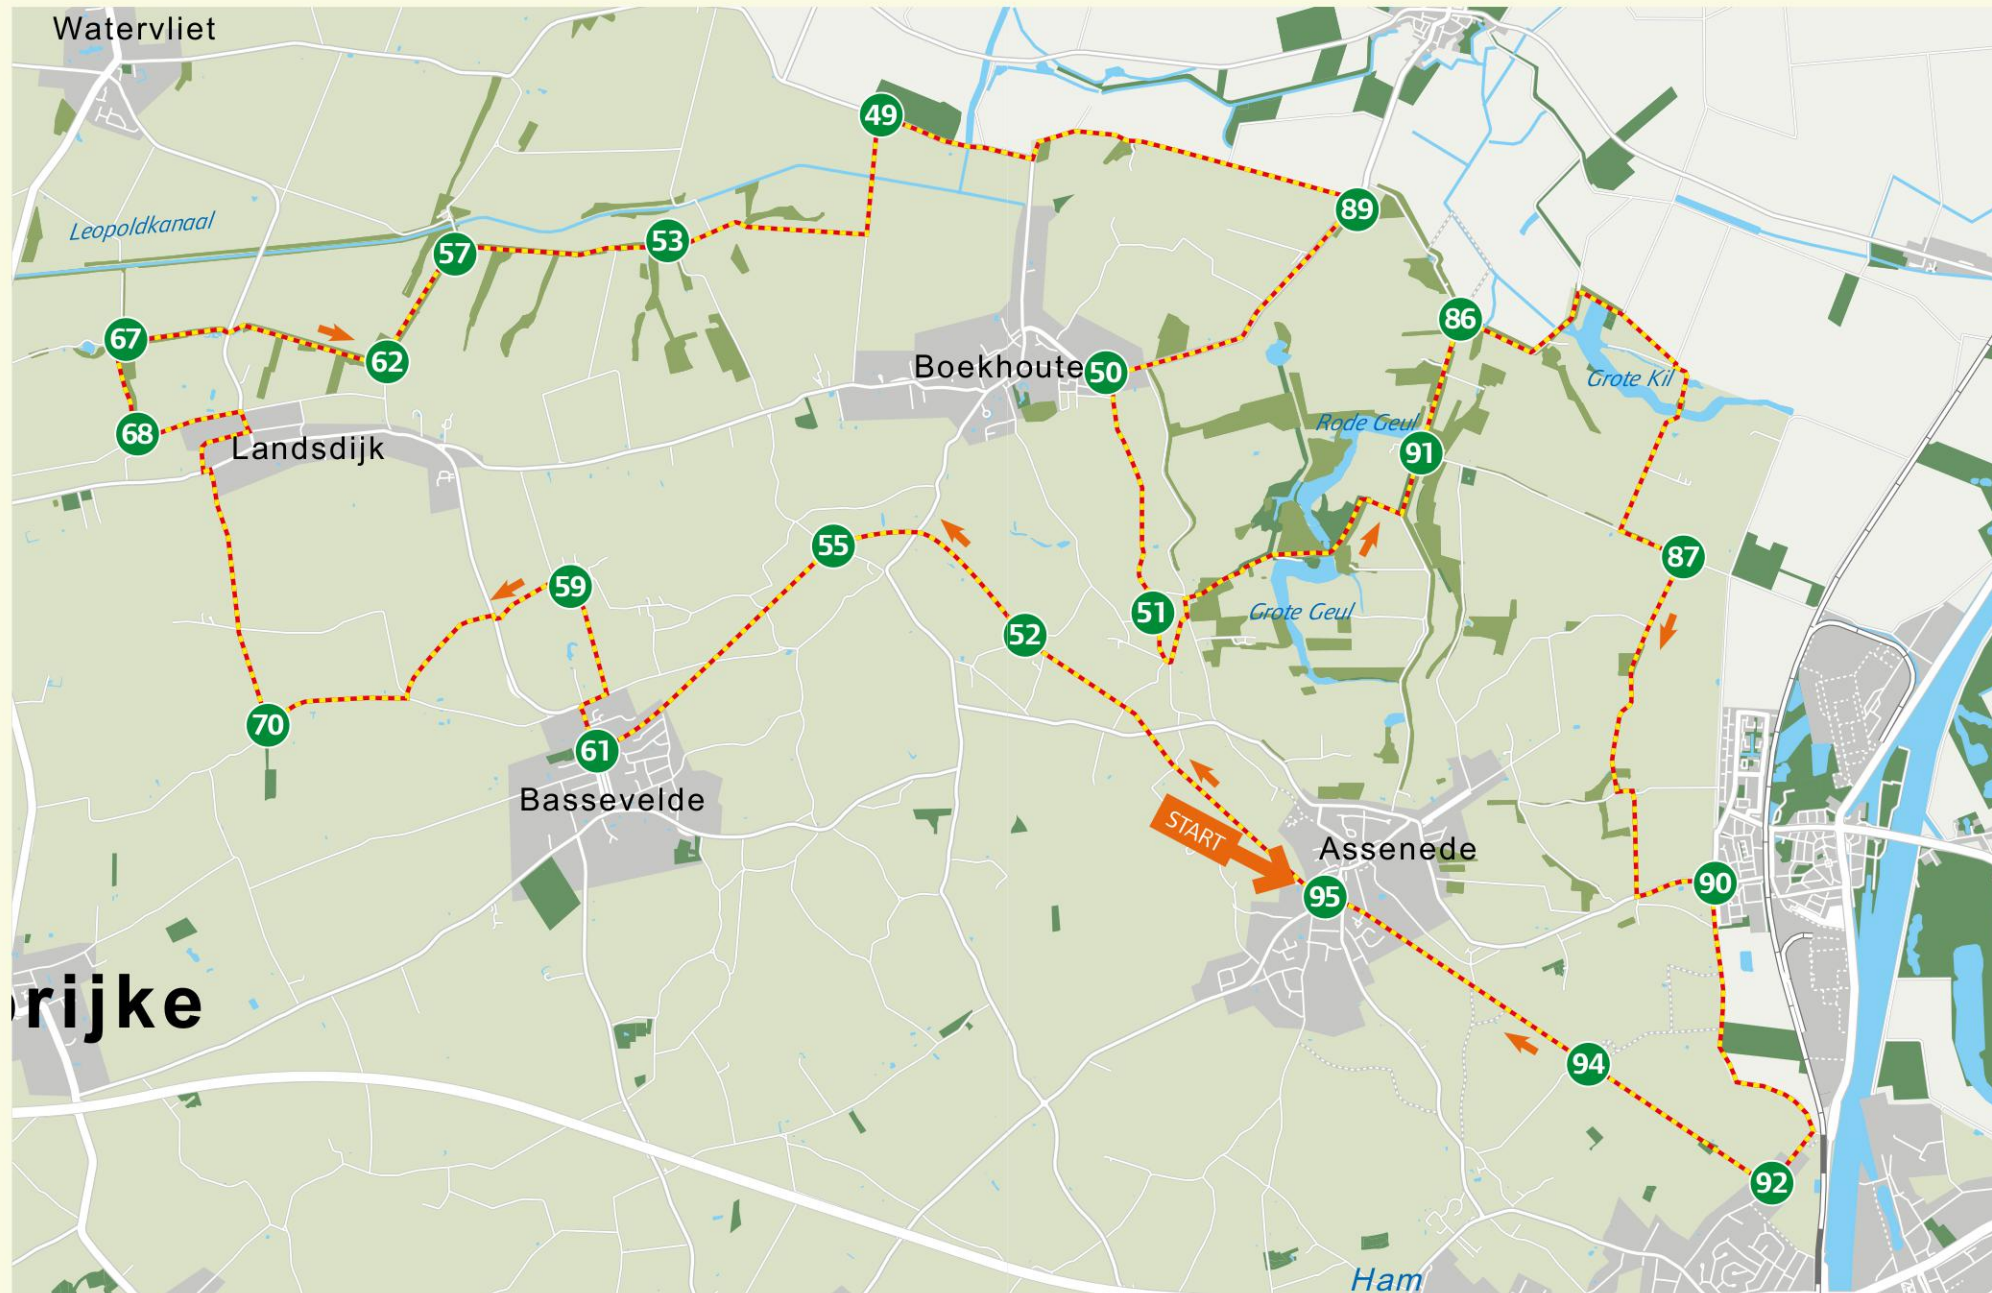 Watervliet
49
89
Leopoldkanaal
57
53
86
67
62
Boekhoute
50
Grote Kil
68
Landsdijk
Rode Geul
91
55
87
59
51
Grote Geul
52
70
61
Bassevelde
START
Assenede
95
90
rijke
94
92
Ham